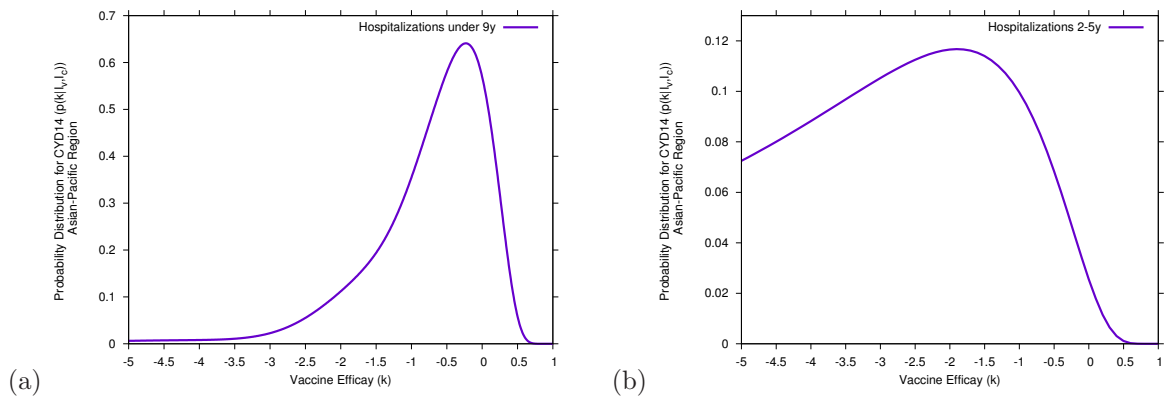 0.7
0.6
0.5
0.4
0.3
0.2
0.1
0
-5 -4.5 -4 -3.5 -3 -2.5 -2 -1.5 -1 -0.5 0 0.5 1
Hospitalizations under 9y
Probability Distribution for CYD14 (p(k|I_v,I_c))
Asian-Pacific Region
Vaccine Efficay (k)
(a)
0.12
0.1
0.08
0.06
0.04
0.02
0
-5 -4.5 -4 -3.5 -3 -2.5 -2 -1.5 -1 -0.5 0 0.5 1
Hospitalizations 2-5y
Probability Distribution for CYD14 (p(k|I_v,I_c))
Asian-Pacific Region
Vaccine Efficay (k)
(b)